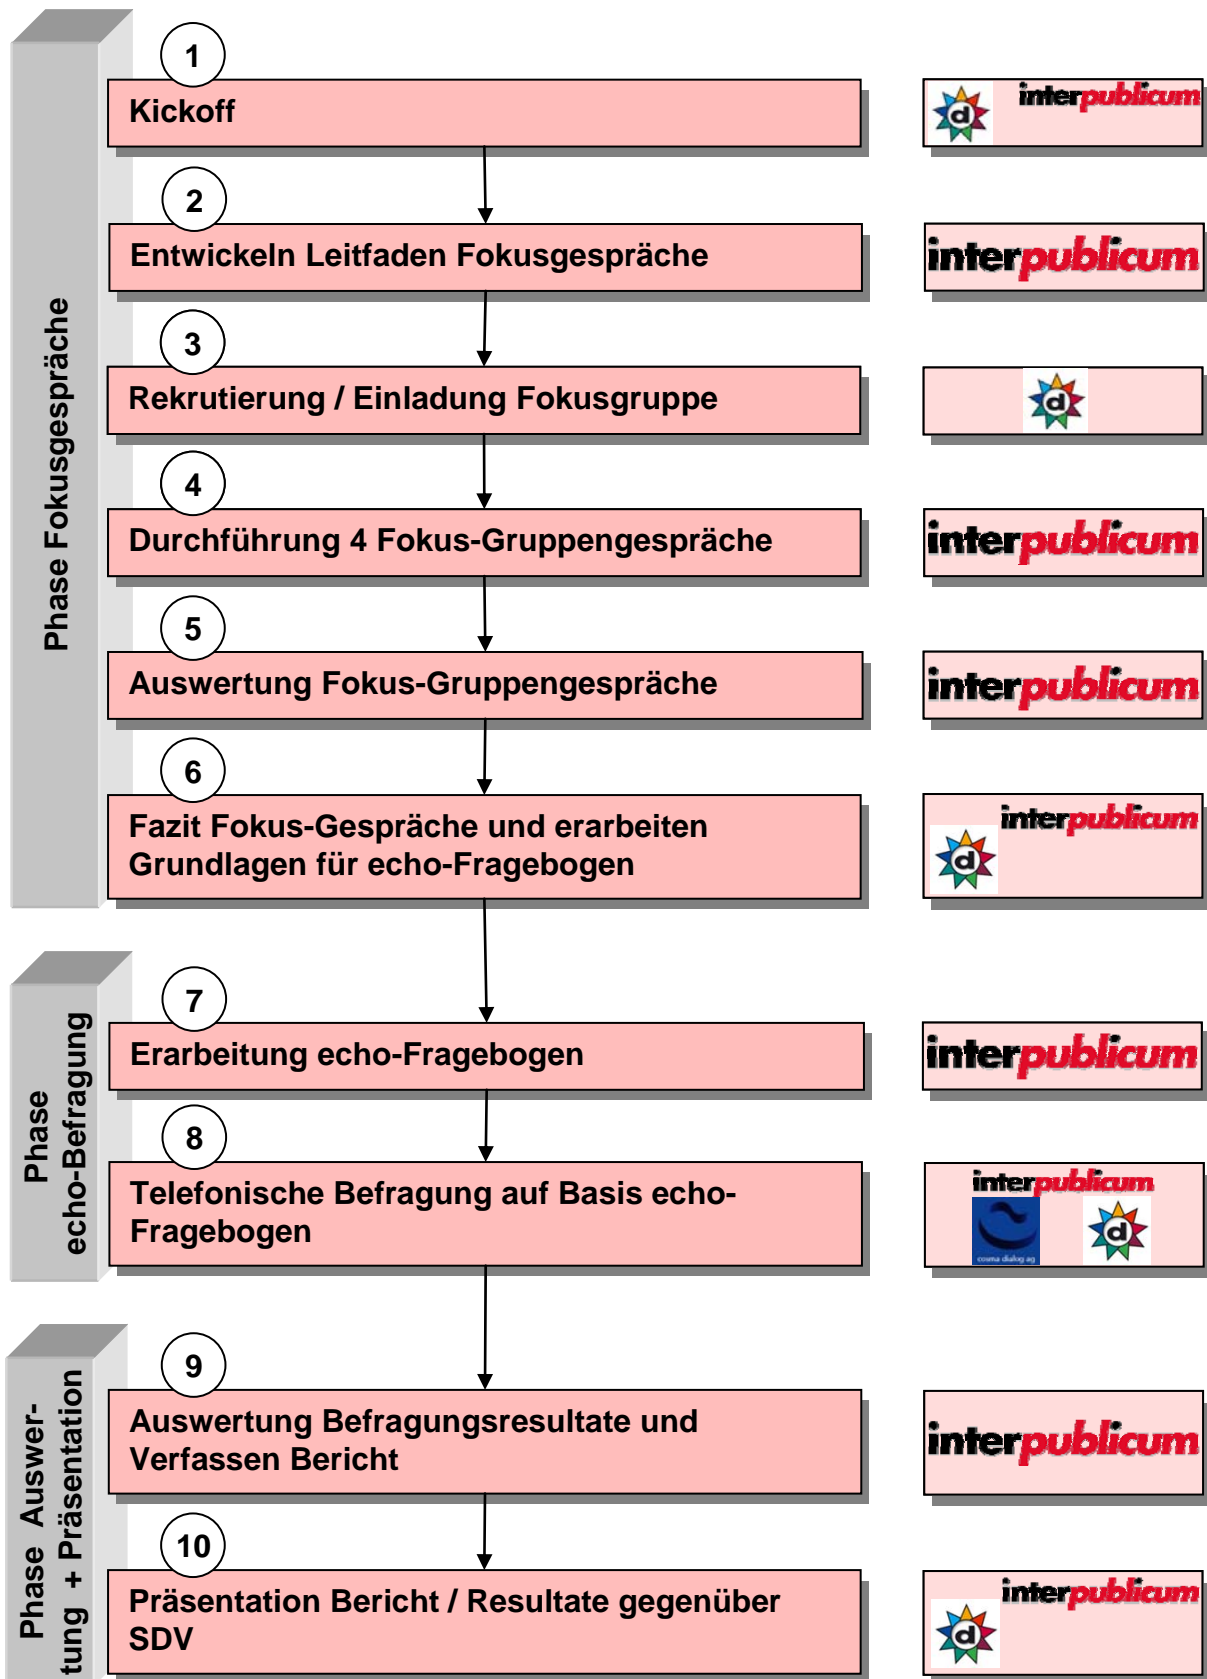 Phase Fokusgespräche
1
Kickoff
d
interpublicum
2
Entwickeln Leitfaden Fokusgespräche
interpublicum
3
Rekrutierung / Einladung Fokusgruppe
d
4
Durchführung 4 Fokus-Gruppengespräche
interpublicum
5
Auswertung Fokus-Gruppengespräche
interpublicum
6
Fazit Fokus-Gespräche und erarbeiten
Grundlagen für echo-Fragebogen
interpublicum
d
Phase
echo-Befragung
7
Erarbeitung echo-Fragebogen
interpublicum
8
Telefonische Befragung auf Basis echo-
Fragebogen
interpublicum
cosma dialog ag
d
Phase Auswer-
tung + Präsentation
9
Auswertung Befragungsresultate und
Verfassen Bericht
interpublicum
10
Präsentation Bericht / Resultate gegenüber
SDV
interpublicum
d